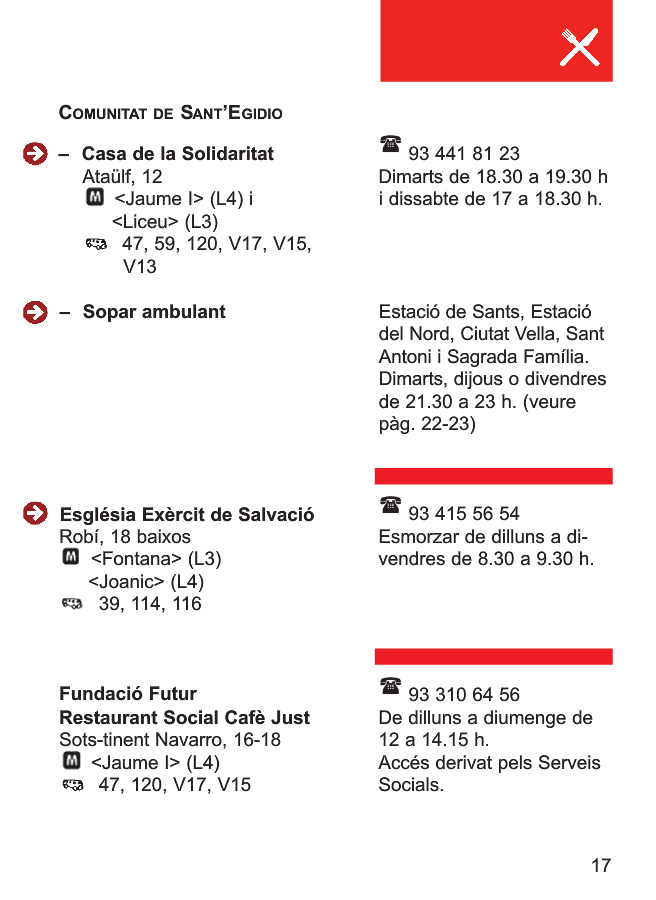 COMUNITAT DE SANT'EGIDIO
– Casa de la Solidaritat
Ataülf, 12
M <Jaume I> (L4) i
<Liceu> (L3)
47, 59, 120, V17, V15,
V13
93 441 81 23
Dimarts de 18.30 a 19.30 h
i dissabte de 17 a 18.30 h.
– Sopar ambulant
Estació de Sants, Estació
del Nord, Ciutat Vella, Sant
Antoni i Sagrada Família.
Dimarts, dijous o divendres
de 21.30 a 23 h. (veure
pàg. 22-23)
Església Exèrcit de Salvació
Robí, 18 baixos
M <Fontana> (L3)
<Joanic> (L4)
39, 114, 116
93 415 56 54
Esmorzar de dilluns a di-
vendres de 8.30 a 9.30 h.
Fundació Futur
Restaurant Social Cafè Just
Sots-tinent Navarro, 16-18
M <Jaume I> (L4)
47, 120, V17, V15
93 310 64 56
De dilluns a diumenge de
12 a 14.15 h.
Accés derivat pels Serveis
Socials.
17